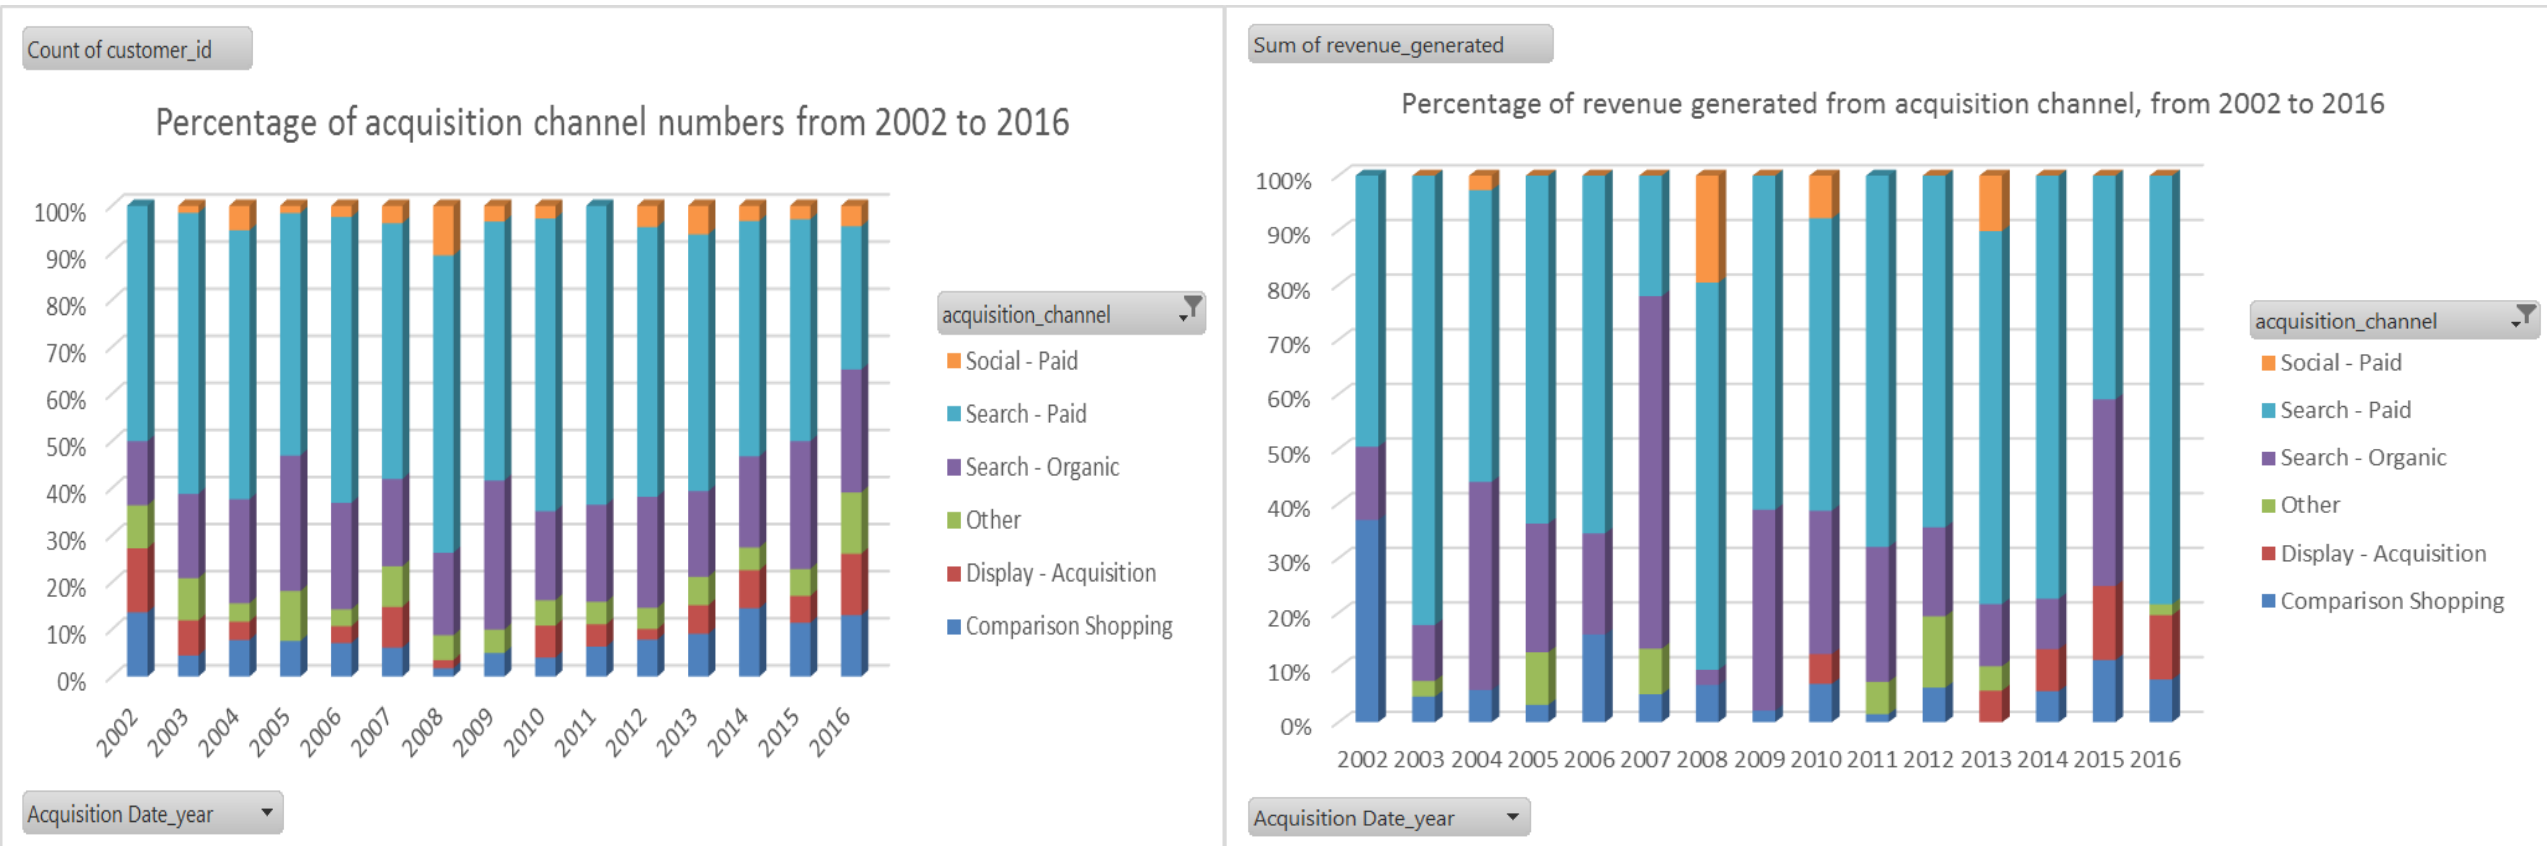 Count of customer_id
Percentage of acquisition channel numbers from 2002 to 2016
100%
90%
80%
70%
60%
50%
40%
30%
20%
10%
0%
2002 2003 2004 2005 2006 2007 2008 2009 2010 2011 2012 2013 2014 2015 2016
acquisition_channel
Social - Paid
Search - Paid
Search - Organic
Other
Display - Acquisition
Comparison Shopping
Acquisition Date_year
Sum of revenue_generated
Percentage of revenue generated from acquisition channel, from 2002 to 2016
100%
90%
80%
70%
60%
50%
40%
30%
20%
10%
0%
2002 2003 2004 2005 2006 2007 2008 2009 2010 2011 2012 2013 2014 2015 2016
acquisition_channel
Social - Paid
Search - Paid
Search - Organic
Other
Display - Acquisition
Comparison Shopping
Acquisition Date_year